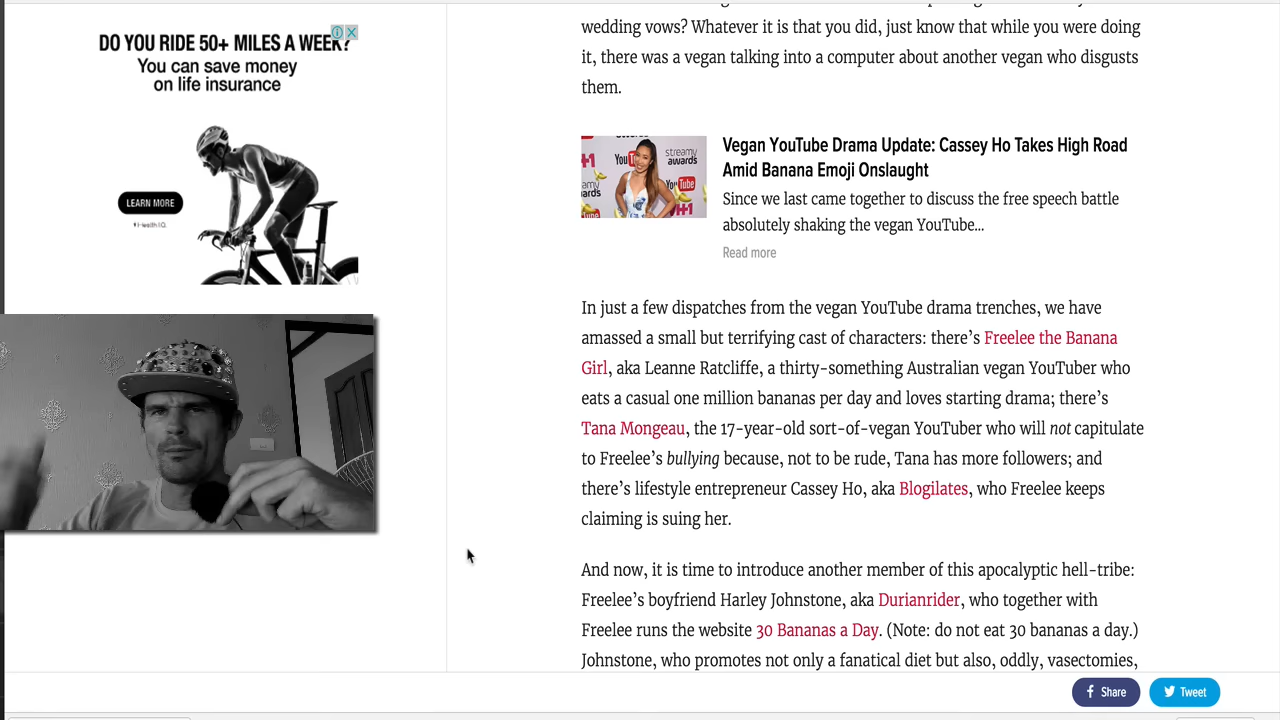 DO YOU RIDE 50+ MILES A WEEK?
You can save money
on life insurance
LEARN MORE
Health IQ.
wedding vows? Whatever it is that you did, just know that while you were doing
it, there was a vegan talking into a computer about another vegan who disgusts
them.
Vegan YouTube Drama Update: Cassey Ho Takes High Road
Amid Banana Emoji Onslaught
Since we last came together to discuss the free speech battle
absolutely shaking the vegan YouTube...
Read more
streamy
awards
You
YouTube
In just a few dispatches from the vegan YouTube drama trenches, we have
amassed a small but terrifying cast of characters: there’s Freelee the Banana
Girl, aka Leanne Ratcliffe, a thirty-something Australian vegan YouTuber who
eats a casual one million bananas per day and loves starting drama; there’s
Tana Mongeau, the 17-year-old sort-of-vegan YouTuber who will not capitulate
to Freelee’s bullying because, not to be rude, Tana has more followers; and
there’s lifestyle entrepreneur Cassey Ho, aka Blogilates, who Freelee keeps
claiming is suing her.
And now, it is time to introduce another member of this apocalyptic hell-tribe:
Freelee’s boyfriend Harley Johnstone, aka Durianrider, who together with
Freelee runs the website 30 Bananas a Day. (Note: do not eat 30 bananas a day.)
Johnstone, who promotes not only a fanatical diet but also, oddly, vasectomies,
Share
Tweet